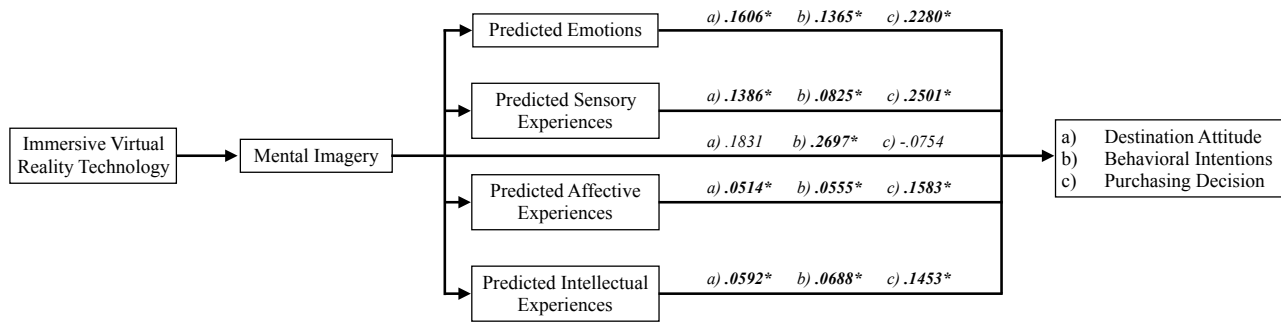 Predicted Emotions
a) .1606* b) .1365* c) .2280*
Predicted Sensory
Experiences
a) .1386* b) .0825* c) .2501*
Immersive Virtual
Reality Technology
Mental Imagery
a) .1831 b) .2697* c) -.0754
a) Destination Attitude
b) Behavioral Intentions
c) Purchasing Decision
Predicted Affective
Experiences
a) .0514* b) .0555* c) .1583*
Predicted Intellectual
Experiences
a) .0592* b) .0688* c) .1453*